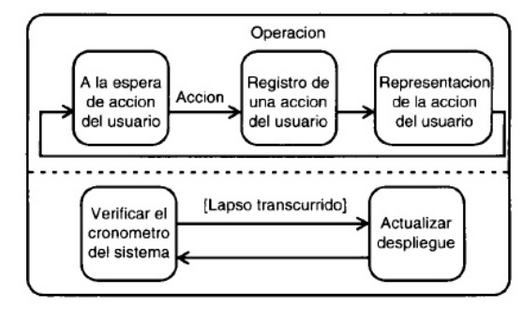 Operacion
A la espera
de accion
del usuario
Accion
Registro de
una accion
del usuario
Representacion
de la accion
del usuario
Verificar el
cronometro
del sistema
[Lapso transcurrido]
Actualizar
despliegue